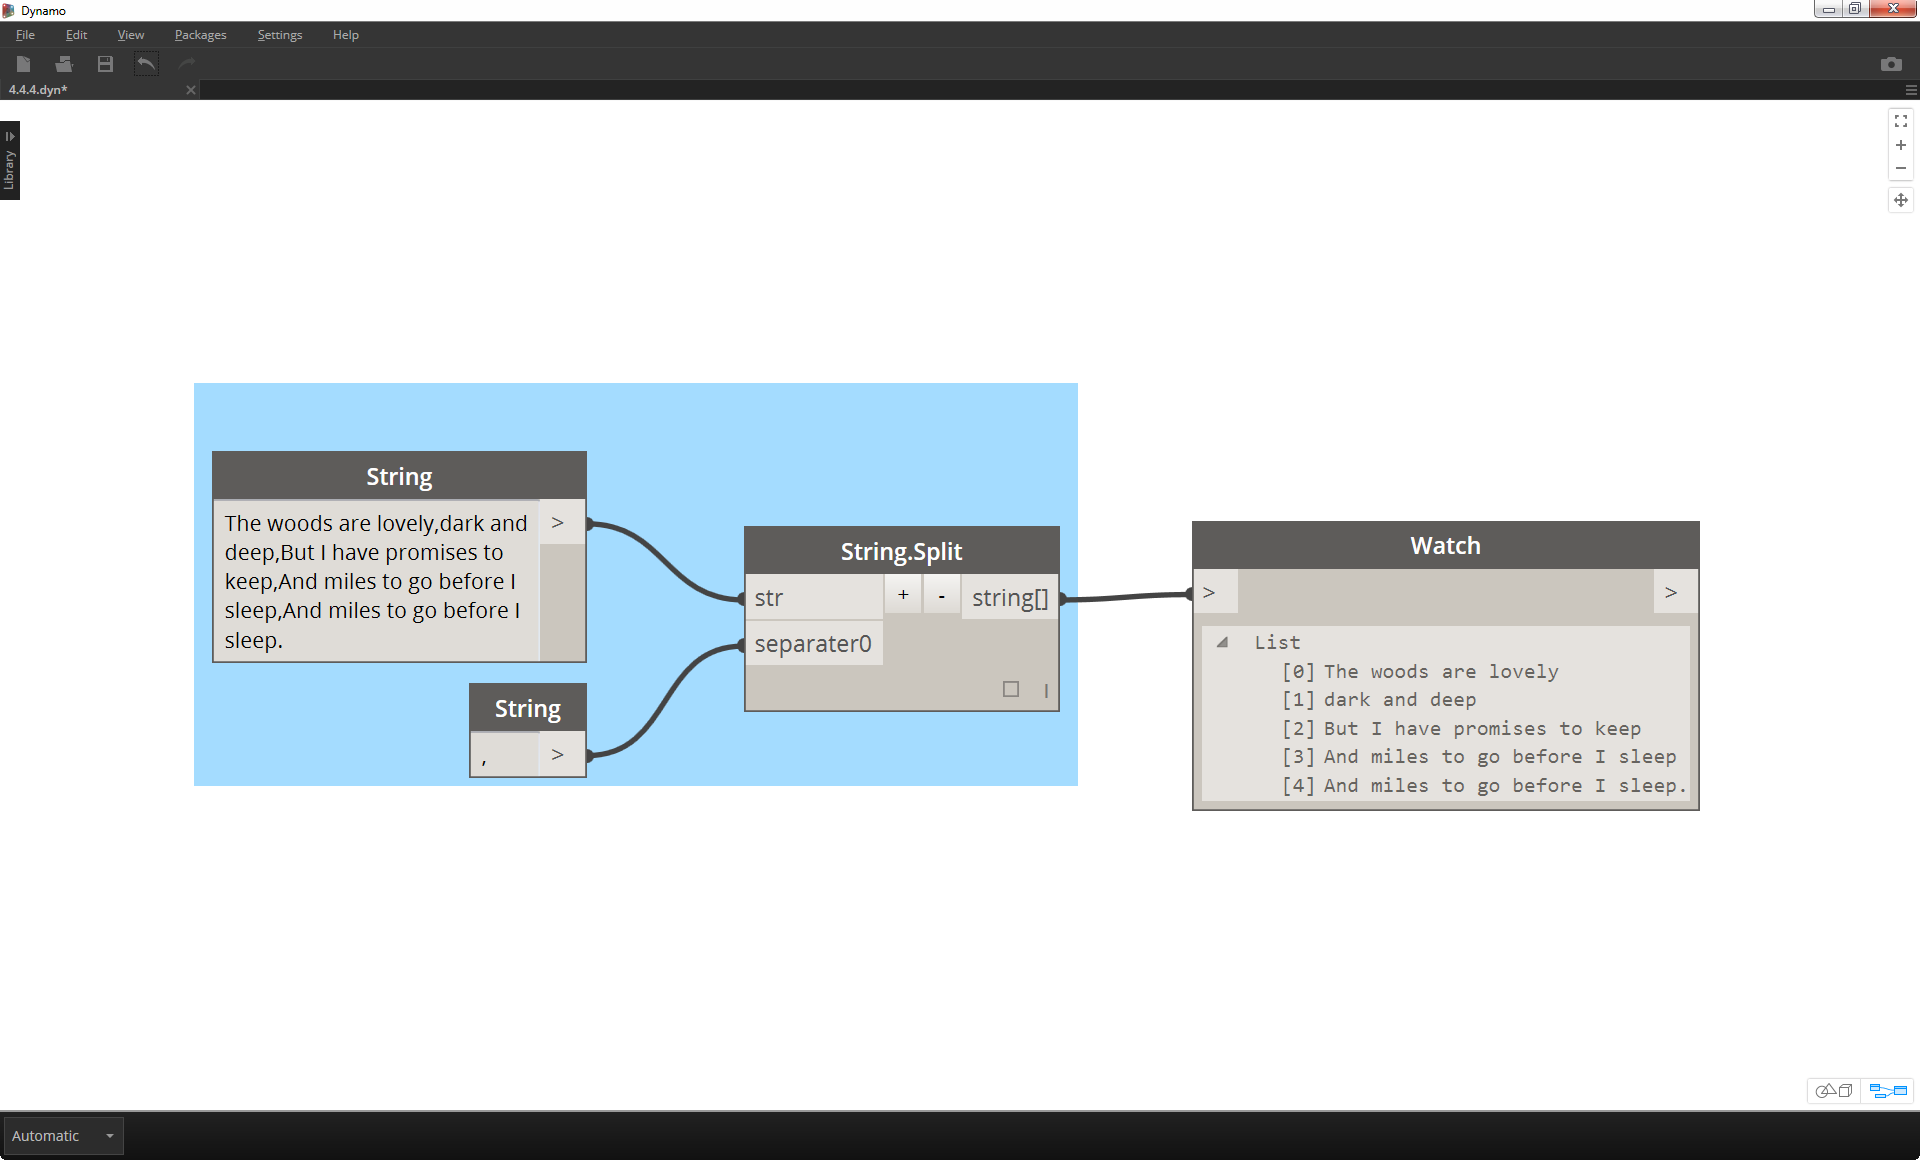 Dynamo
File Edit View Packages Settings Help
4.4.4.dyn*
Library
String
The woods are lovely,dark and
deep,But I have promises to
keep,And miles to go before I
sleep,And miles to go before I
sleep.
>
String
,
>
String.Split
str + - string[]
separater0
Watch
> >
List
[0] The woods are lovely
[1] dark and deep
[2] But I have promises to keep
[3] And miles to go before I sleep
[4] And miles to go before I sleep.
Automatic